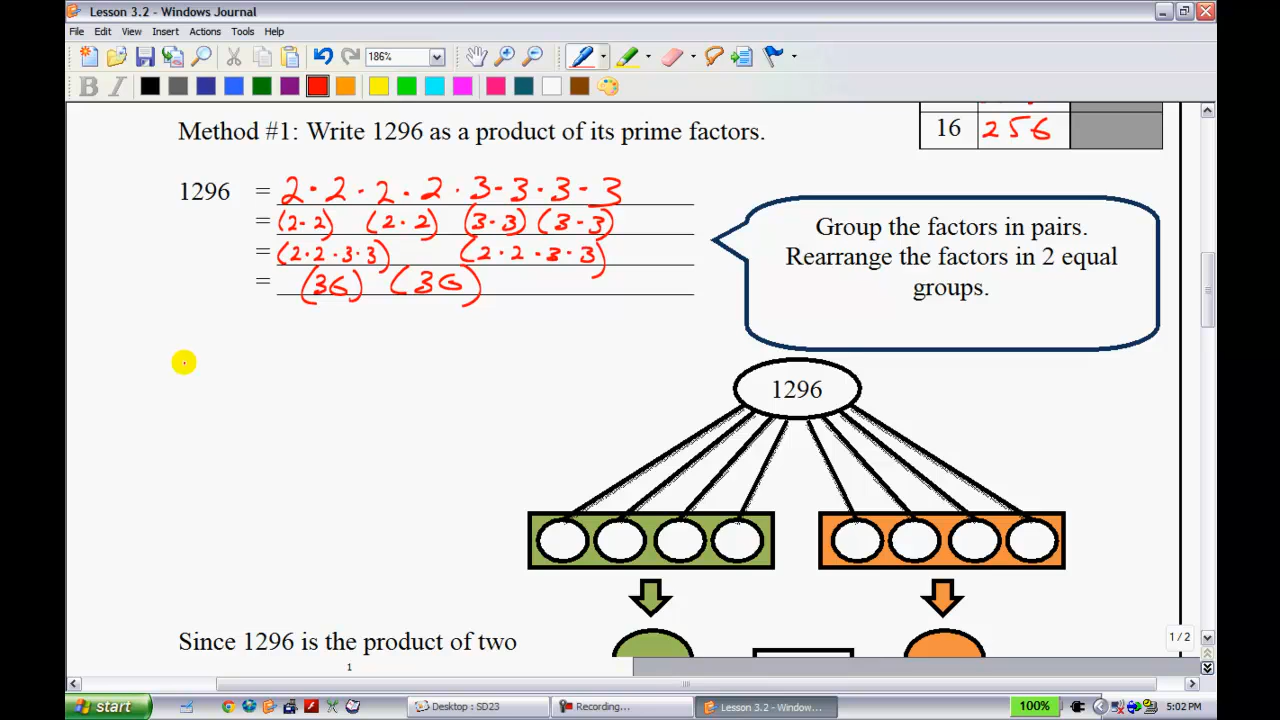 Lesson 3.2 - Windows Journal
File Edit View Insert Actions Tools Help
186%
B I
Method #1: Write 1296 as a product of its prime factors.
16 256
1296 = 2 · 2 · 2 · 2 · 3 · 3 · 3 · 3
= (2 · 2) (2 · 2) (3 · 3) (3 · 3)
= (2 · 2 · 3 · 3) (2 · 2 · 3 · 3)
= (36) (36)
Group the factors in pairs.
Rearrange the factors in 2 equal
groups.
1296
Since 1296 is the product of two
1
1 / 2
start Desktop : SD23 Recording... Lesson 3.2 - Window... 100% 5:02 PM